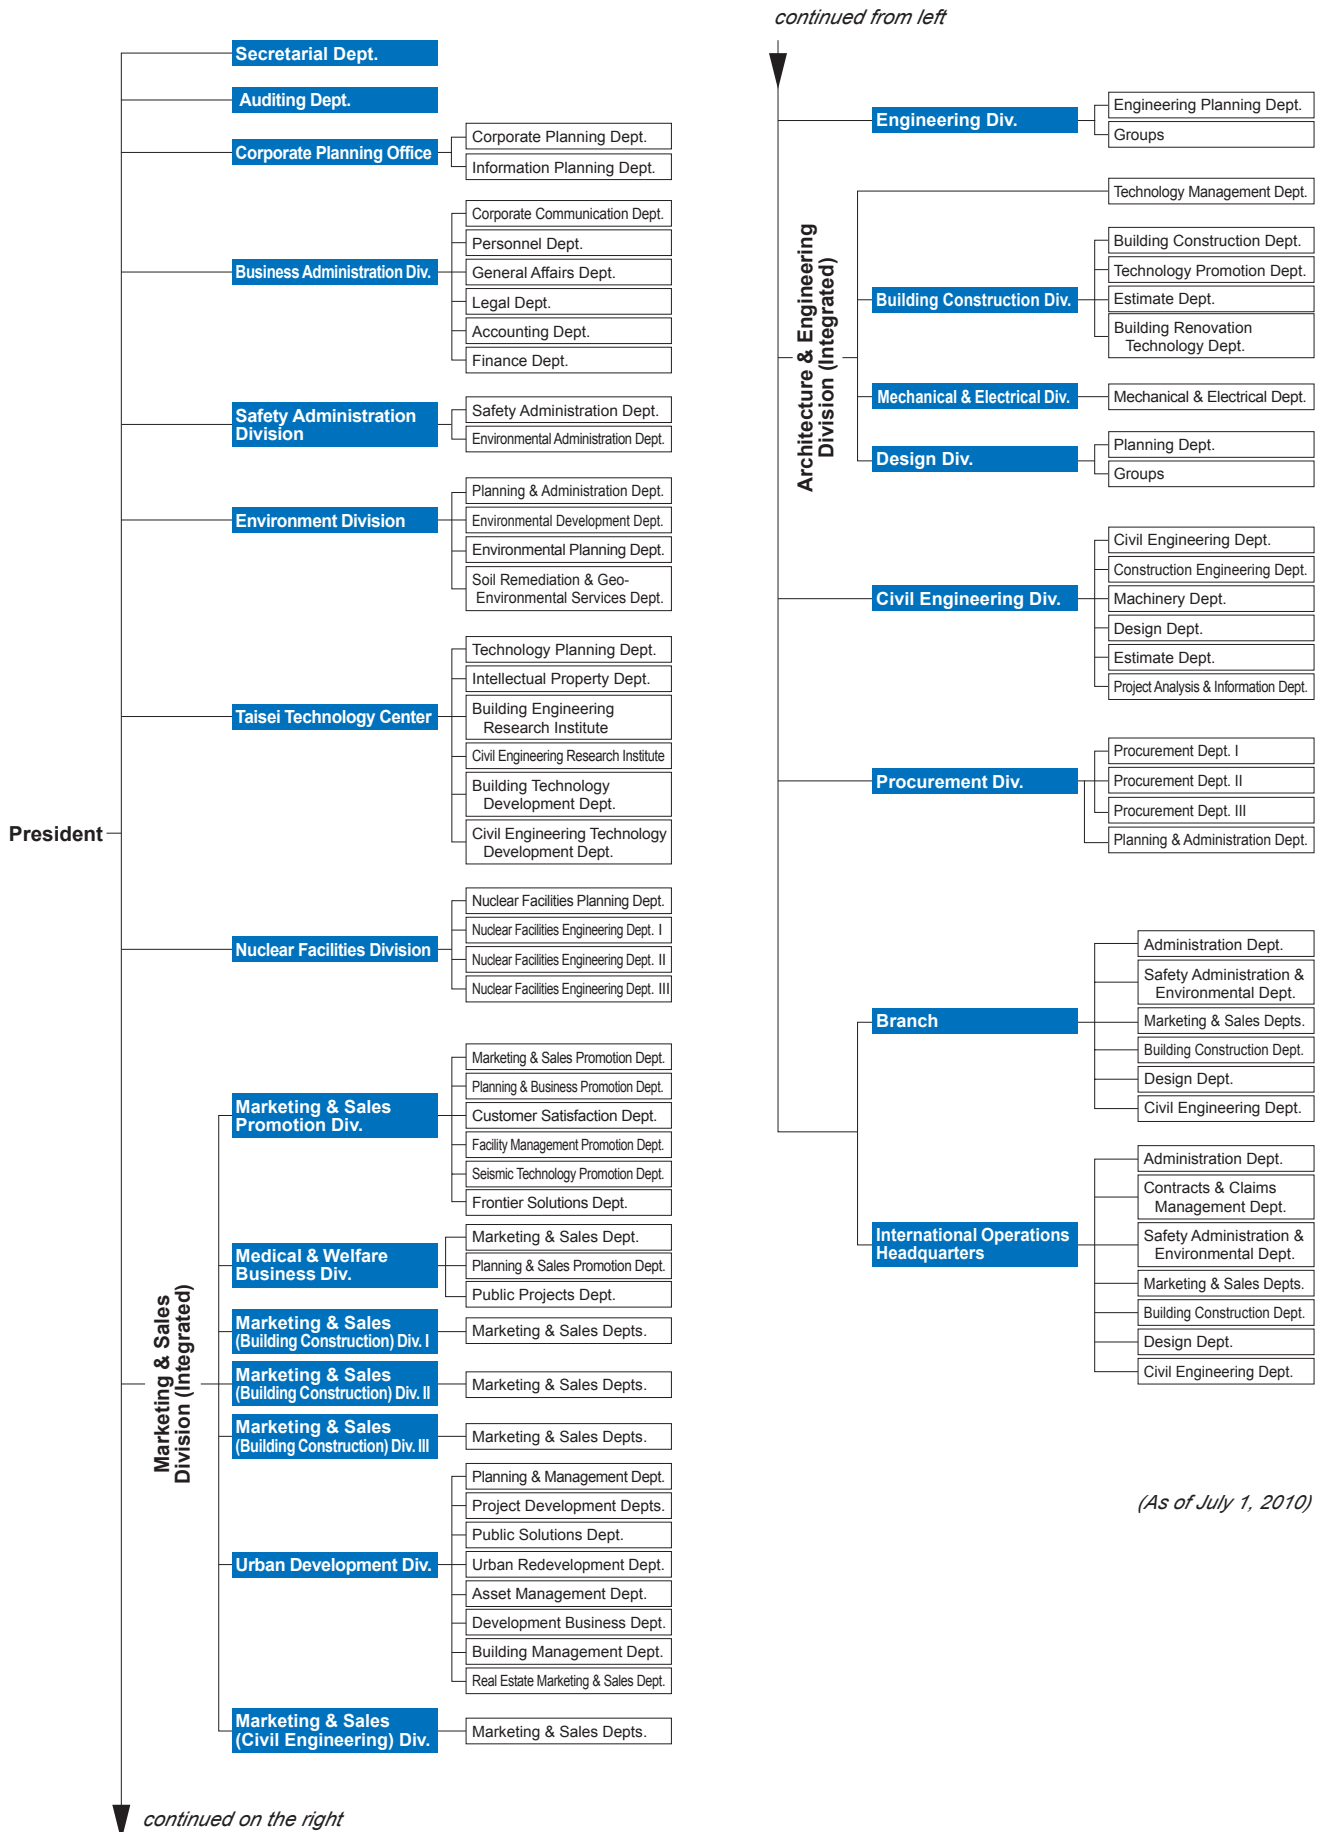 President
Secretarial Dept.
Auditing Dept.
Corporate Planning Office
Corporate Planning Dept.
Information Planning Dept.
Business Administration Div.
Corporate Communication Dept.
Personnel Dept.
General Affairs Dept.
Legal Dept.
Accounting Dept.
Finance Dept.
Safety Administration
Division
Safety Administration Dept.
Environmental Administration Dept.
Environment Division
Planning & Administration Dept.
Environmental Development Dept.
Environmental Planning Dept.
Soil Remediation & Geo-
Environmental Services Dept.
Taisei Technology Center
Technology Planning Dept.
Intellectual Property Dept.
Building Engineering
Research Institute
Civil Engineering Research Institute
Building Technology
Development Dept.
Civil Engineering Technology
Development Dept.
Nuclear Facilities Division
Nuclear Facilities Planning Dept.
Nuclear Facilities Engineering Dept. I
Nuclear Facilities Engineering Dept. II
Nuclear Facilities Engineering Dept. III
Marketing & Sales
Division (Integrated)
Marketing & Sales
Promotion Div.
Marketing & Sales Promotion Dept.
Planning & Business Promotion Dept.
Customer Satisfaction Dept.
Facility Management Promotion Dept.
Seismic Technology Promotion Dept.
Frontier Solutions Dept.
Medical & Welfare
Business Div.
Marketing & Sales Dept.
Planning & Sales Promotion Dept.
Public Projects Dept.
Marketing & Sales
(Building Construction) Div. I
Marketing & Sales Depts.
Marketing & Sales
(Building Construction) Div. II
Marketing & Sales Depts.
Marketing & Sales
(Building Construction) Div. III
Marketing & Sales Depts.
Urban Development Div.
Planning & Management Dept.
Project Development Depts.
Public Solutions Dept.
Urban Redevelopment Dept.
Asset Management Dept.
Development Business Dept.
Building Management Dept.
Real Estate Marketing & Sales Dept.
Marketing & Sales
(Civil Engineering) Div.
Marketing & Sales Depts.
continued on the right
continued from left
Engineering Div.
Engineering Planning Dept.
Groups
Architecture & Engineering
Division (Integrated)
Technology Management Dept.
Building Construction Div.
Building Construction Dept.
Technology Promotion Dept.
Estimate Dept.
Building Renovation
Technology Dept.
Mechanical & Electrical Div.
Mechanical & Electrical Dept.
Design Div.
Planning Dept.
Groups
Civil Engineering Div.
Civil Engineering Dept.
Construction Engineering Dept.
Machinery Dept.
Design Dept.
Estimate Dept.
Project Analysis & Information Dept.
Procurement Div.
Procurement Dept. I
Procurement Dept. II
Procurement Dept. III
Planning & Administration Dept.
Branch
Administration Dept.
Safety Administration &
Environmental Dept.
Marketing & Sales Depts.
Building Construction Dept.
Design Dept.
Civil Engineering Dept.
International Operations
Headquarters
Administration Dept.
Contracts & Claims
Management Dept.
Safety Administration &
Environmental Dept.
Marketing & Sales Depts.
Building Construction Dept.
Design Dept.
Civil Engineering Dept.
(As of July 1, 2010)